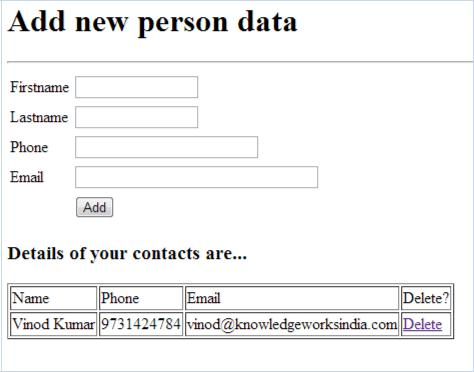 Add new person data
Firstname
Lastname
Phone
Email
Add
Details of your contacts are...
Name Phone Email Delete?
Vinod Kumar 9731424784 vinod@knowledgeworksindia.com Delete